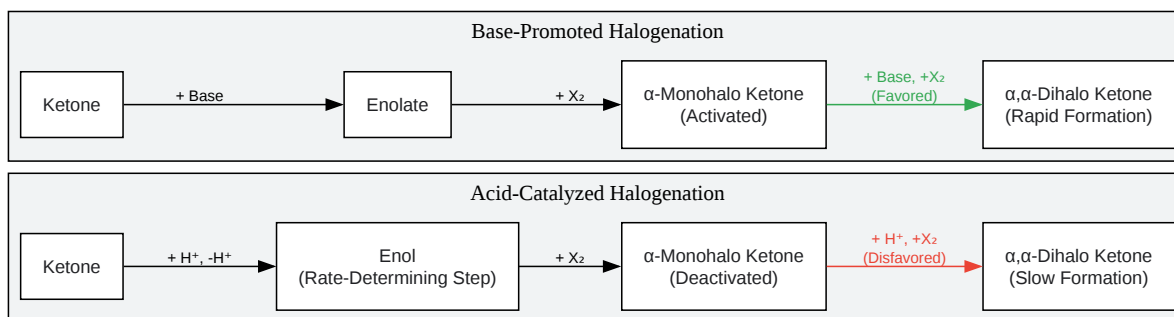 Base-Promoted Halogenation
Ketone
+ Base
Enolate
+ X₂
α-Monohalo Ketone
(Activated)
+ Base, +X₂
(Favored)
α,α-Dihalo Ketone
(Rapid Formation)
Acid-Catalyzed Halogenation
Ketone
+ H⁺, -H⁺
Enol
(Rate-Determining Step)
+ X₂
α-Monohalo Ketone
(Deactivated)
+ H⁺, +X₂
(Disfavored)
α,α-Dihalo Ketone
(Slow Formation)